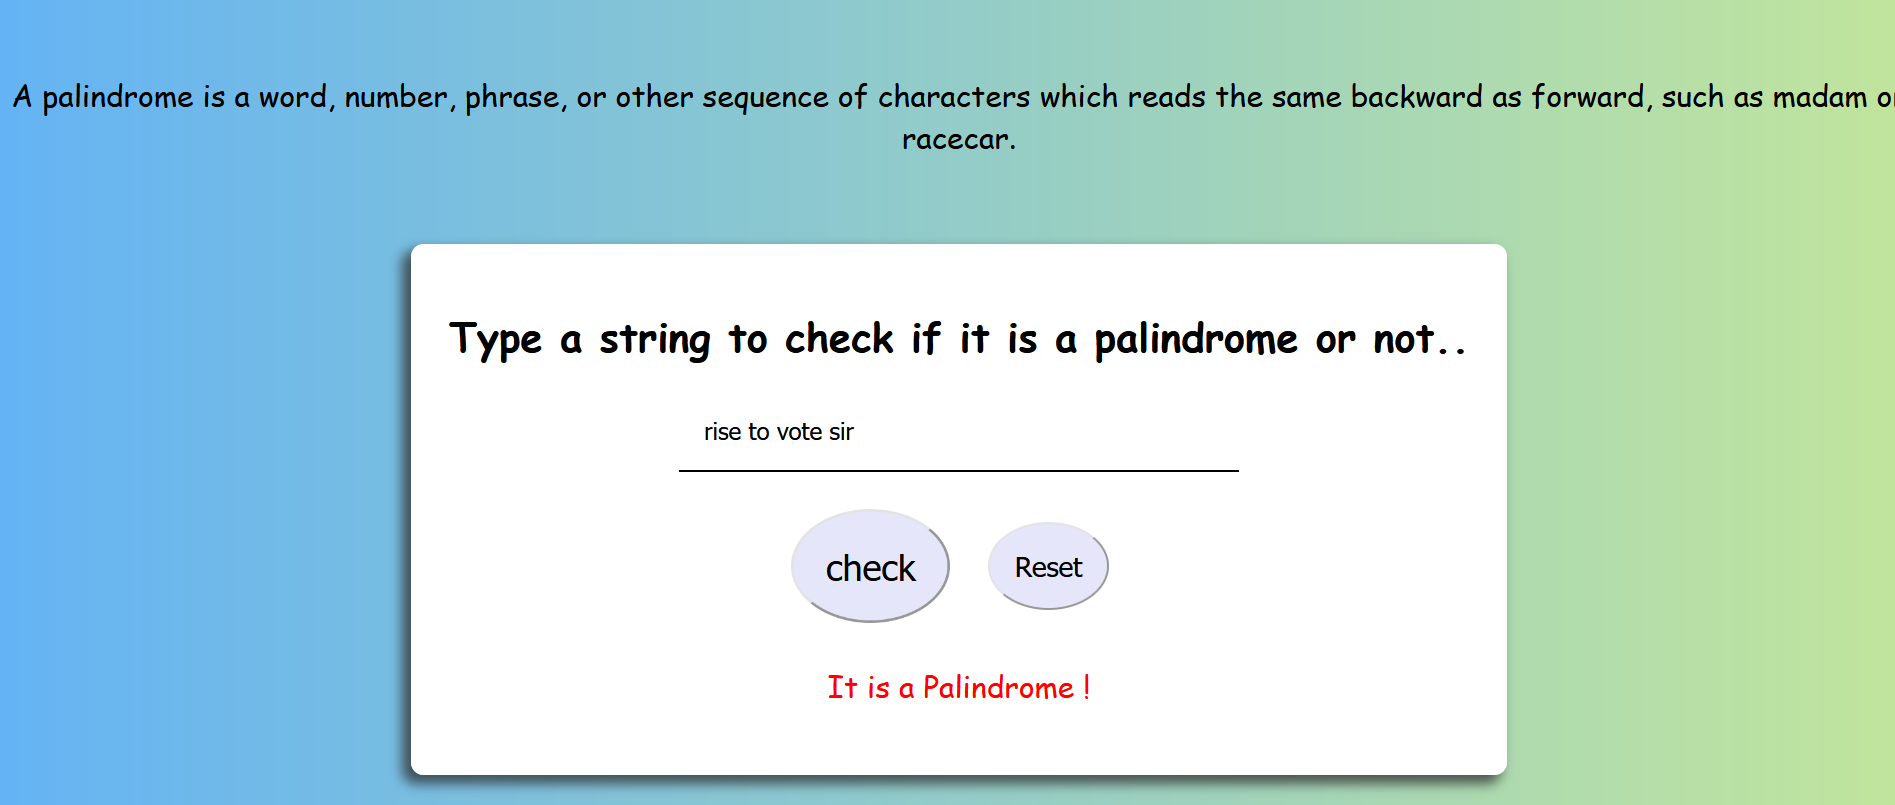 A palindrome is a word, number, phrase, or other sequence of characters which reads the same backward as forward, such as madam or
racecar.
Type a string to check if it is a palindrome or not..
rise to vote sir
check
Reset
It is a Palindrome !